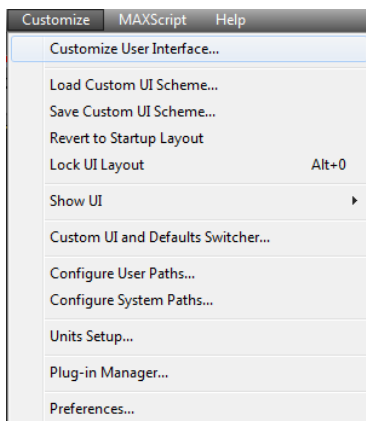 Customize MAXScript Help
Customize User Interface...
Load Custom UI Scheme...
Save Custom UI Scheme...
Revert to Startup Layout
Lock UI Layout Alt+0
Show UI
Custom UI and Defaults Switcher...
Configure User Paths...
Configure System Paths...
Units Setup...
Plug-in Manager...
Preferences...